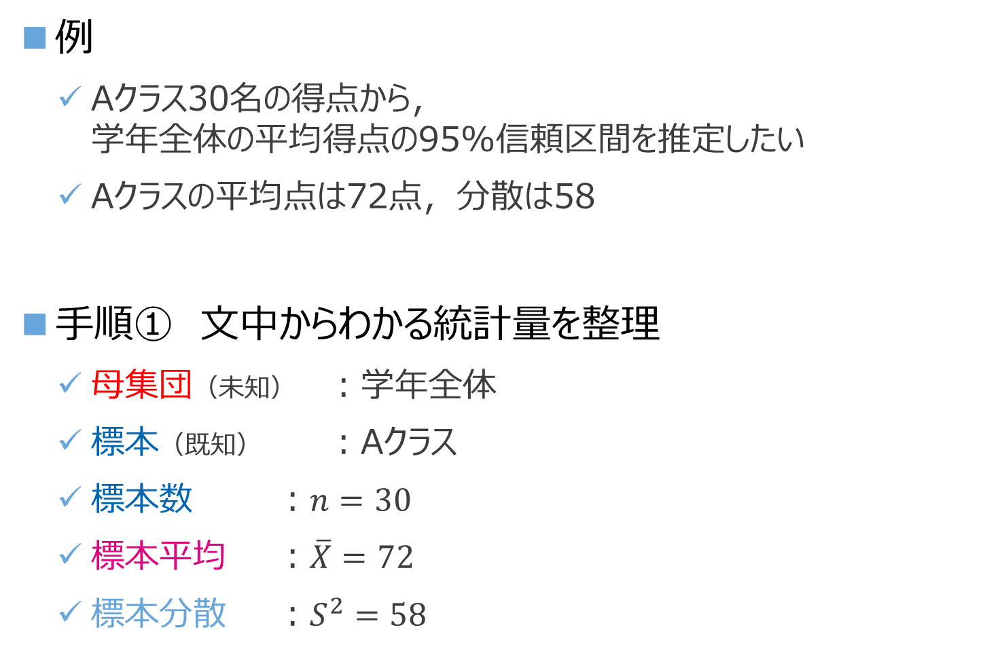 例
Aクラス30名の得点から,
学年全体の平均得点の95%信頼区間を推定したい
Aクラスの平均点は72点, 分散は58
手順① 文中からわかる統計量を整理
母集団（未知） : 学年全体
標本（既知） : Aクラス
標本数 : n = 30
標本平均 : X̄ = 72
標本分散 : S² = 58